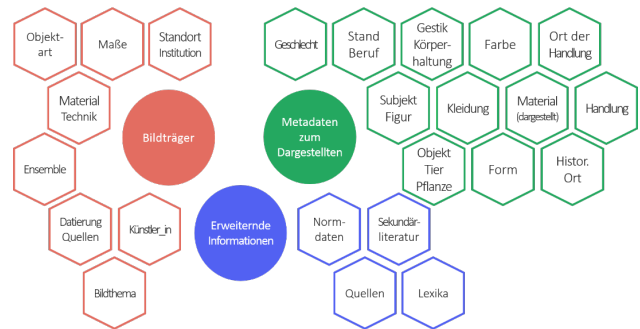 Objekt-
art
Maße
Standort
Institution
Material
Technik
Bildträger
Ensemble
Datierung
Quellen
Künstler_in
Bildthema
Geschlecht
Stand
Beruf
Gestik
Körper-
haltung
Farbe
Ort der
Handlung
Metadaten
zum
Dargestellten
Subjekt
Figur
Kleidung
Material
(dargestellt)
Handlung
Objekt
Tier
Pflanze
Form
Histor.
Ort
Erweiternde
Informationen
Norm-
daten
Sekundär-
literatur
Quellen
Lexika